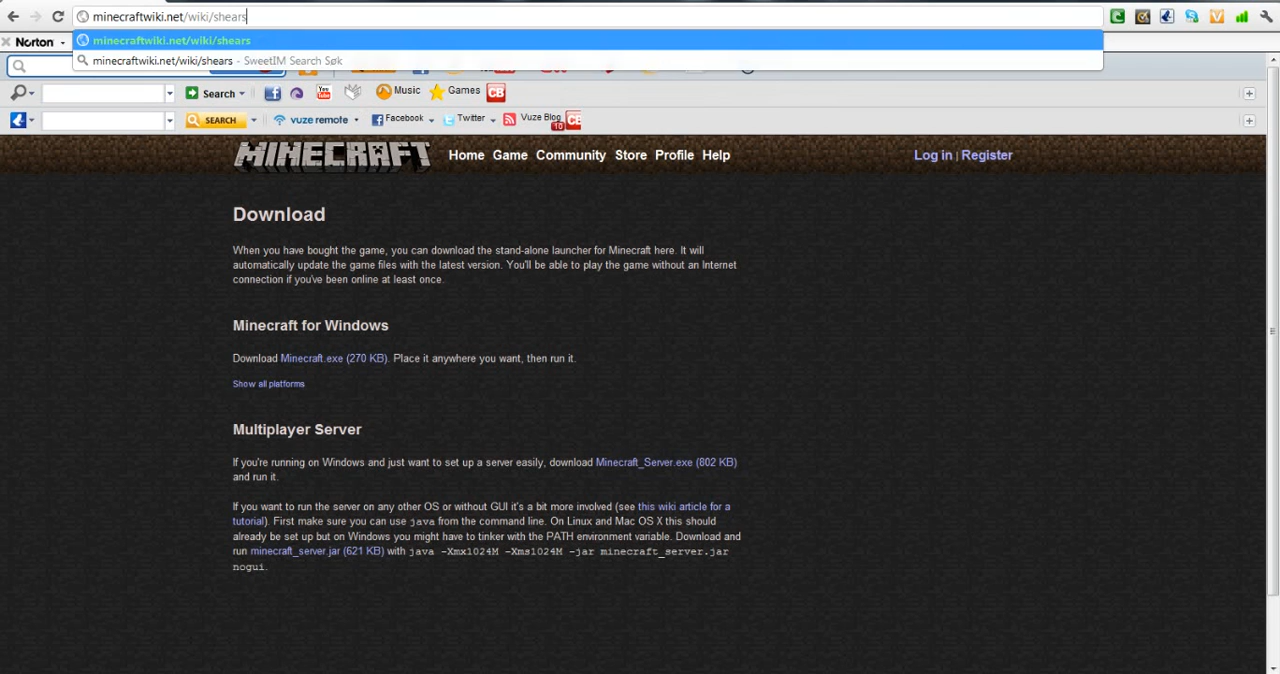 minecraftwiki.net/wiki/shears
Norton
minecraftwiki.net/wiki/shears
minecraftwiki.net/wiki/shears - SweetIM Search Søk
Search
You Tube
Music
Games
CB
SEARCH
vuze remote
Facebook
Twitter
Vuze Blog
10
CB
MINECRAFT
Home Game Community Store Profile Help
Log in | Register
Download
When you have bought the game, you can download the stand-alone launcher for Minecraft here. It will
automatically update the game files with the latest version. You'll be able to play the game without an Internet
connection if you've been online at least once.
Minecraft for Windows
Download Minecraft.exe (270 KB). Place it anywhere you want, then run it.
Show all platforms
Multiplayer Server
If you're running on Windows and just want to set up a server easily, download Minecraft_Server.exe (802 KB)
and run it.
If you want to run the server on any other OS or without GUI it's a bit more involved (see this wiki article for a
tutorial). First make sure you can use java from the command line. On Linux and Mac OS X this should
already be set up but on Windows you might have to tinker with the PATH environment variable. Download and
run minecraft_server.jar (621 KB) with java -Xmx1024M -Xms1024M -jar minecraft_server.jar
nogui.